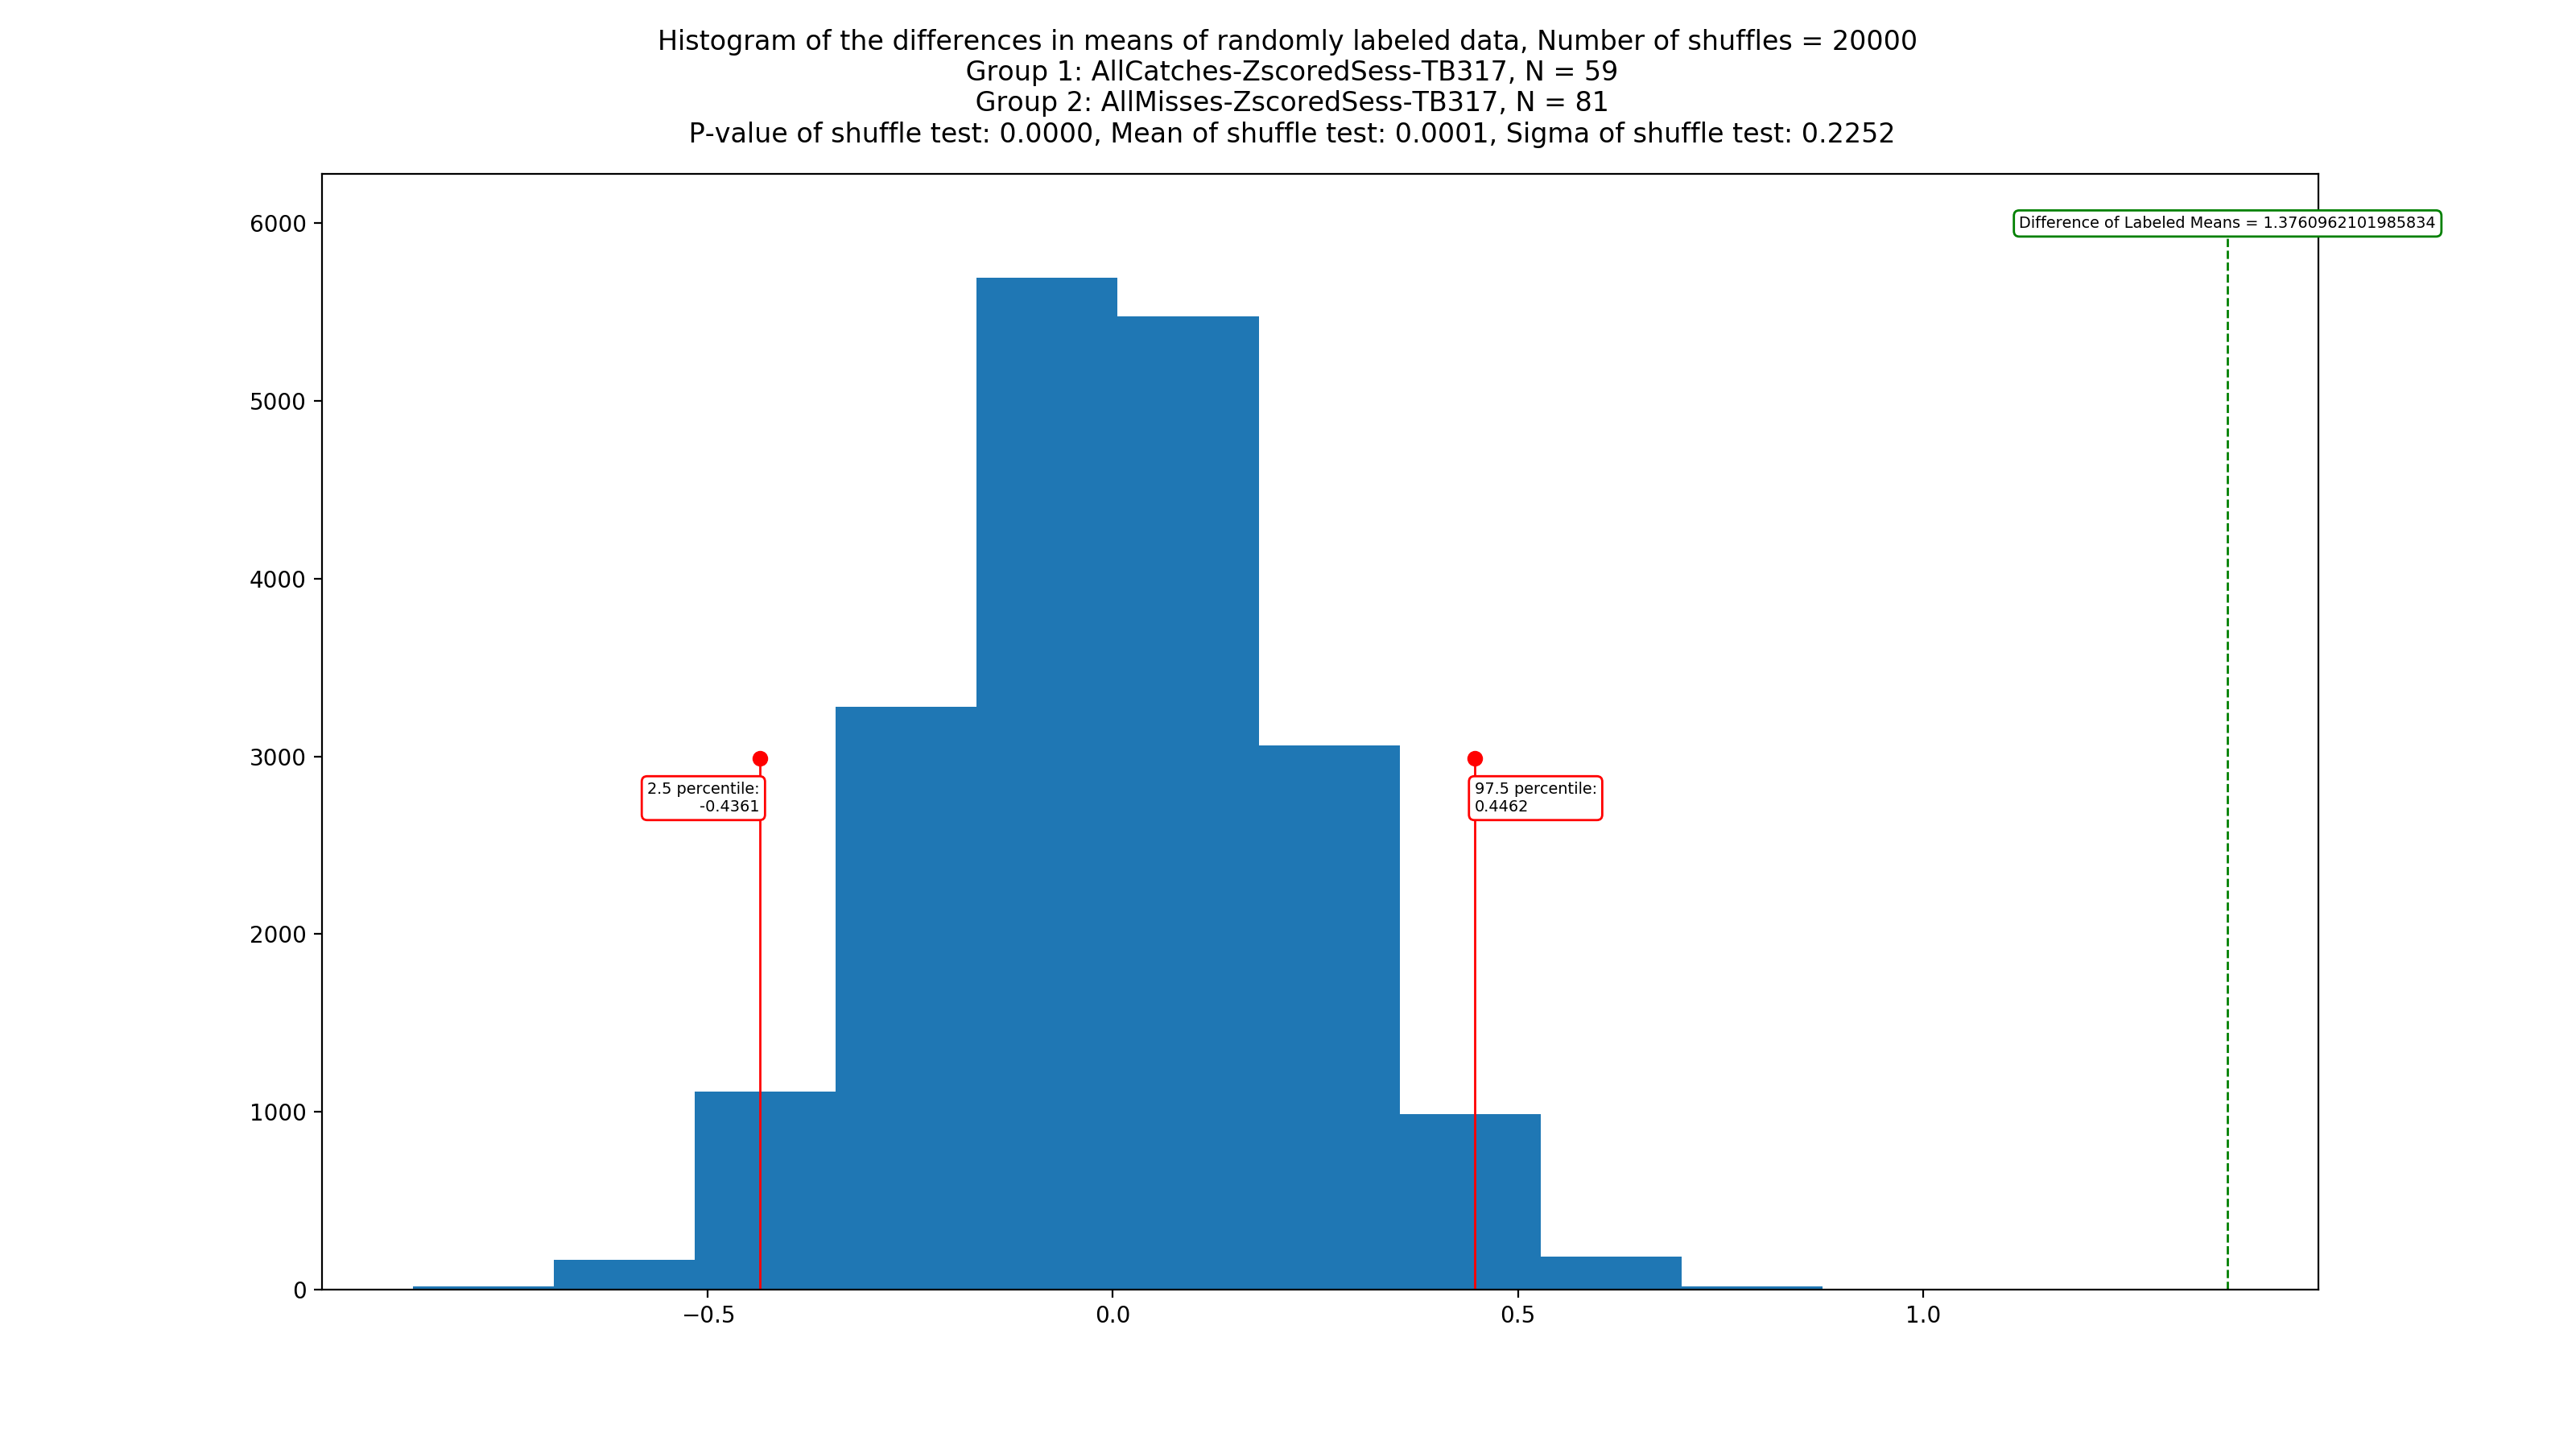 Histogram of the differences in means of randomly labeled data, Number of shuffles = 20000
Group 1: AllCatches-ZscoredSess-TB317, N = 59
Group 2: AllMisses-ZscoredSess-TB317, N = 81
P-value of shuffle test: 0.0000, Mean of shuffle test: 0.0001, Sigma of shuffle test: 0.2252
6000
Difference of Labeled Means = 1.3760962101985834
5000
4000
3000
2.5 percentile:
-0.4361
97.5 percentile:
0.4462
2000
1000
0
−0.5
0.0
0.5
1.0